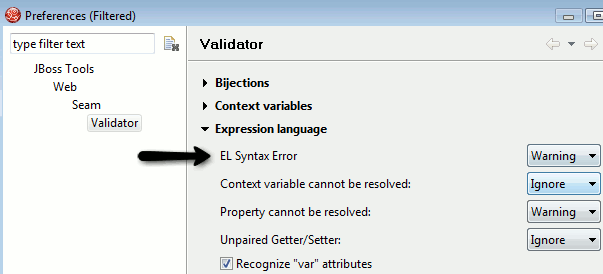 Preferences (Filtered)
type filter text
JBoss Tools
Web
Seam
Validator
Validator
Bijections
Context variables
Expression language
EL Syntax Error Warning
Context variable cannot be resolved: Ignore
Property cannot be resolved: Warning
Unpaired Getter/Setter: Ignore
Recognize "var" attributes